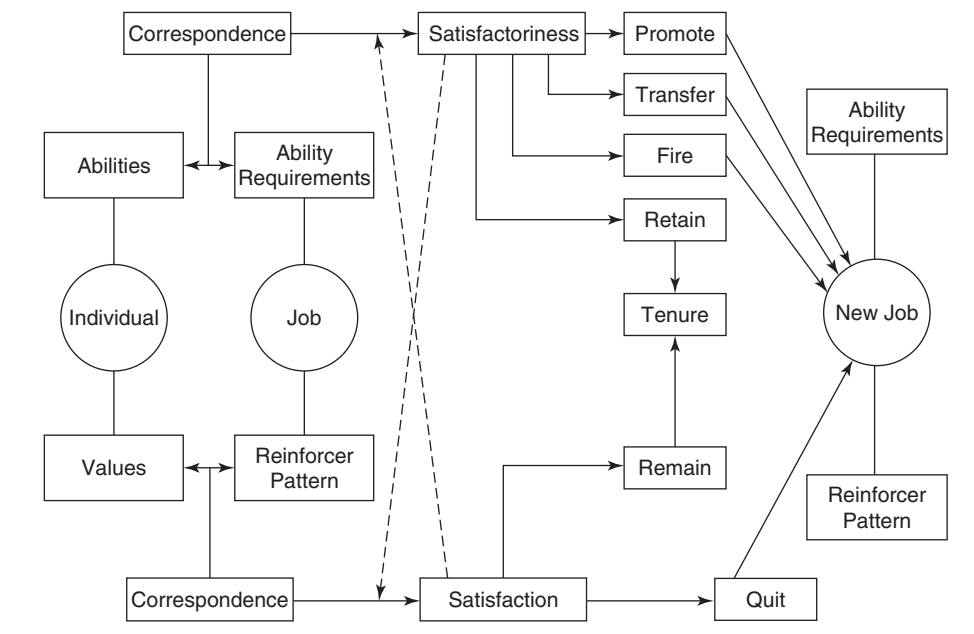 Correspondence
Satisfactoriness
Promote
Transfer
Ability
Requirements
Abilities
Ability
Requirements
Fire
Retain
Individual
Job
Tenure
New Job
Values
Reinforcer
Pattern
Remain
Reinforcer
Pattern
Correspondence
Satisfaction
Quit